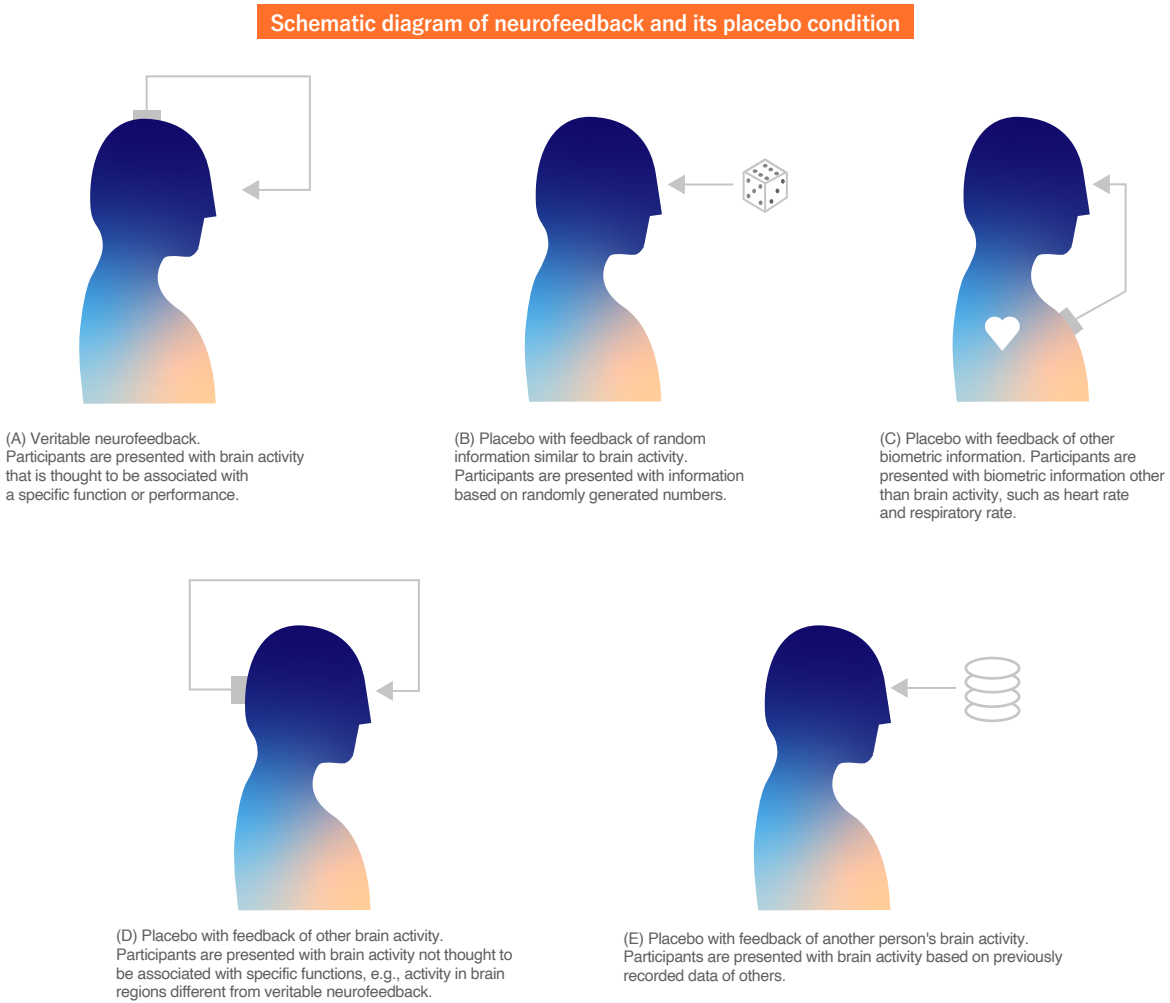 Schematic diagram of neurofeedback and its placebo condition
(A) Veritable neurofeedback.
Participants are presented with brain activity
that is thought to be associated with
a specific function or performance.
(B) Placebo with feedback of random
information similar to brain activity.
Participants are presented with information
based on randomly generated numbers.
(C) Placebo with feedback of other
biometric information. Participants are
presented with biometric information other
than brain activity, such as heart rate
and respiratory rate.
(D) Placebo with feedback of other brain activity.
Participants are presented with brain activity not thought to
be associated with specific functions, e.g., activity in brain
regions different from veritable neurofeedback.
(E) Placebo with feedback of another person's brain activity.
Participants are presented with brain activity based on previously
recorded data of others.